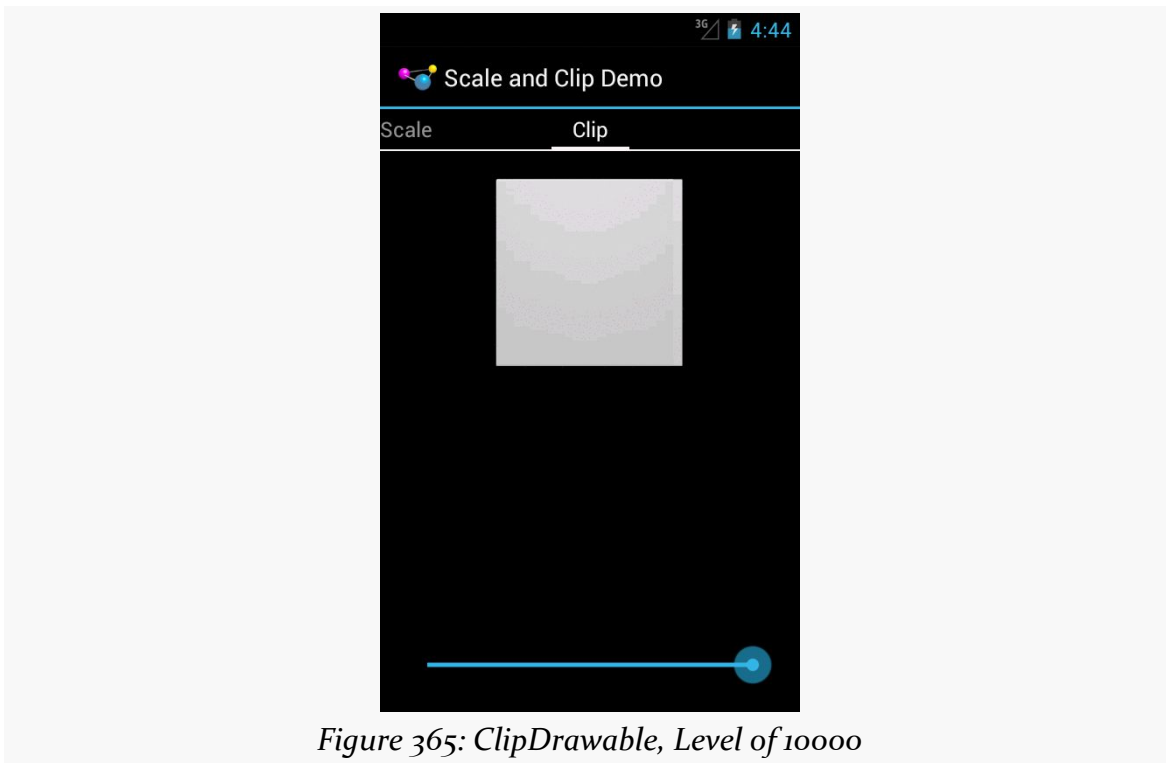 3G 4:44
Scale and Clip Demo
Scale Clip
Figure 365: ClipDrawable, Level of 10000